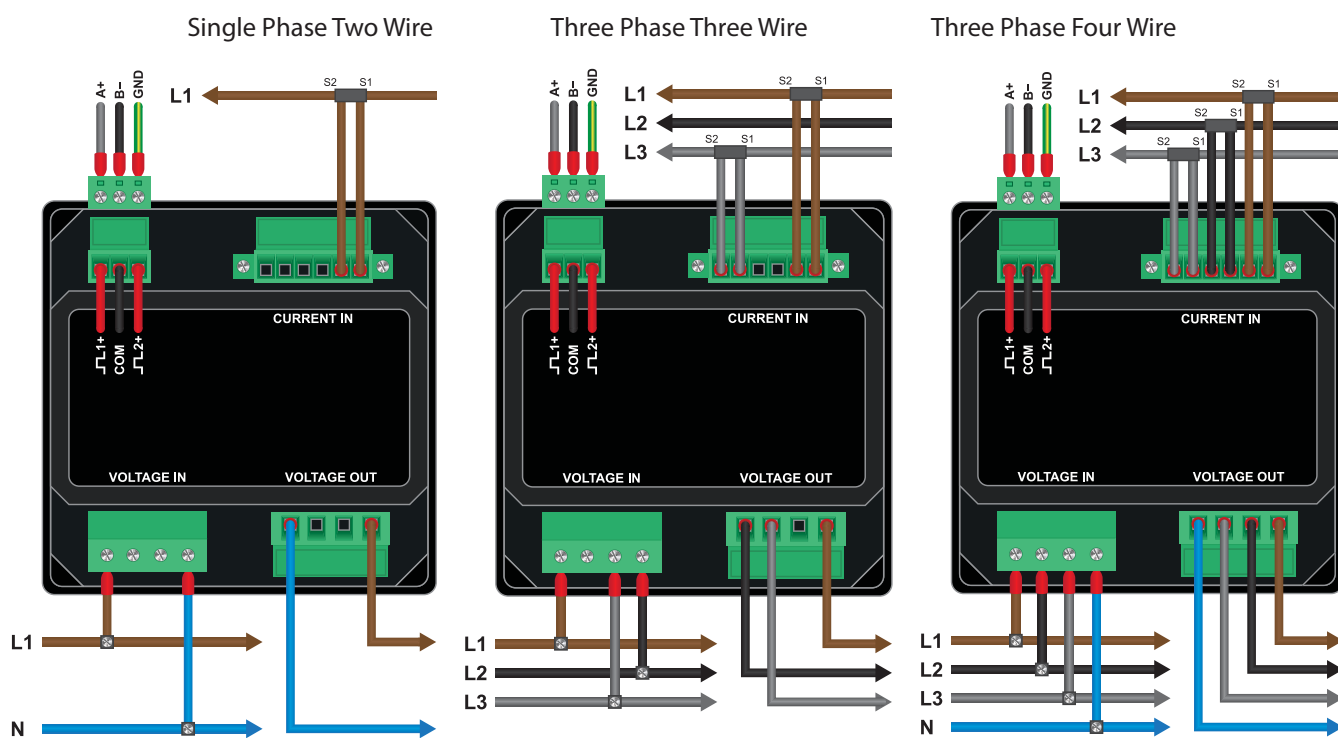 Single Phase Two Wire
A+
B–
GND
L1
S2
S1
⎍L1+
COM
⎍L2+
CURRENT IN
VOLTAGE IN
VOLTAGE OUT
L1
N
Three Phase Three Wire
A+
B–
GND
L1
L2
L3
S2
S1
S2
S1
⎍L1+
COM
⎍L2+
CURRENT IN
VOLTAGE IN
VOLTAGE OUT
L1
L2
L3
Three Phase Four Wire
A+
B–
GND
L1
L2
L3
S2
S1
S2
S1
S2
S1
⎍L1+
COM
⎍L2+
CURRENT IN
VOLTAGE IN
VOLTAGE OUT
L1
L2
L3
N